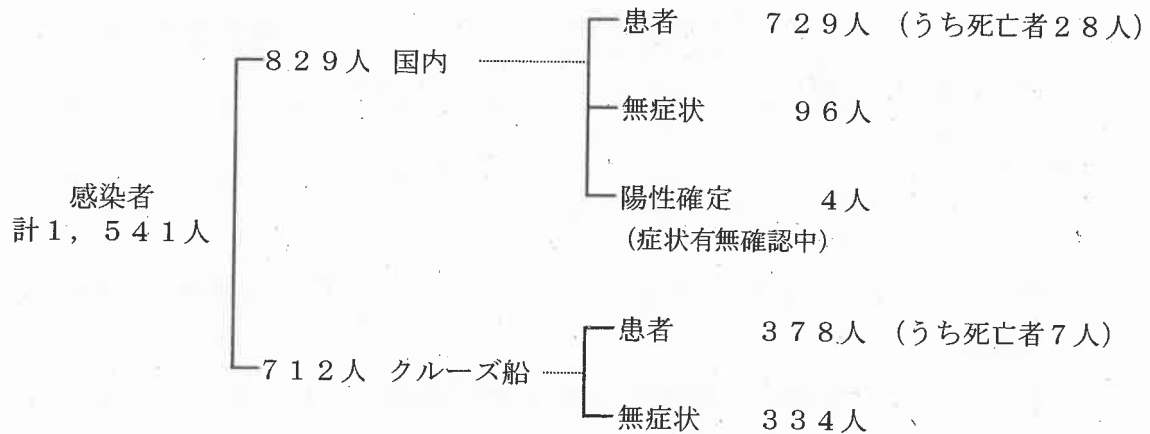 患者 ７２９人 （うち死亡者２８人）
８２９人 国内
無症状 ９６人
陽性確定 ４人
（症状有無確認中）
感染者
計１，５４１人
患者 ３７８人 （うち死亡者７人）
７１２人 クルーズ船
無症状 ３３４人